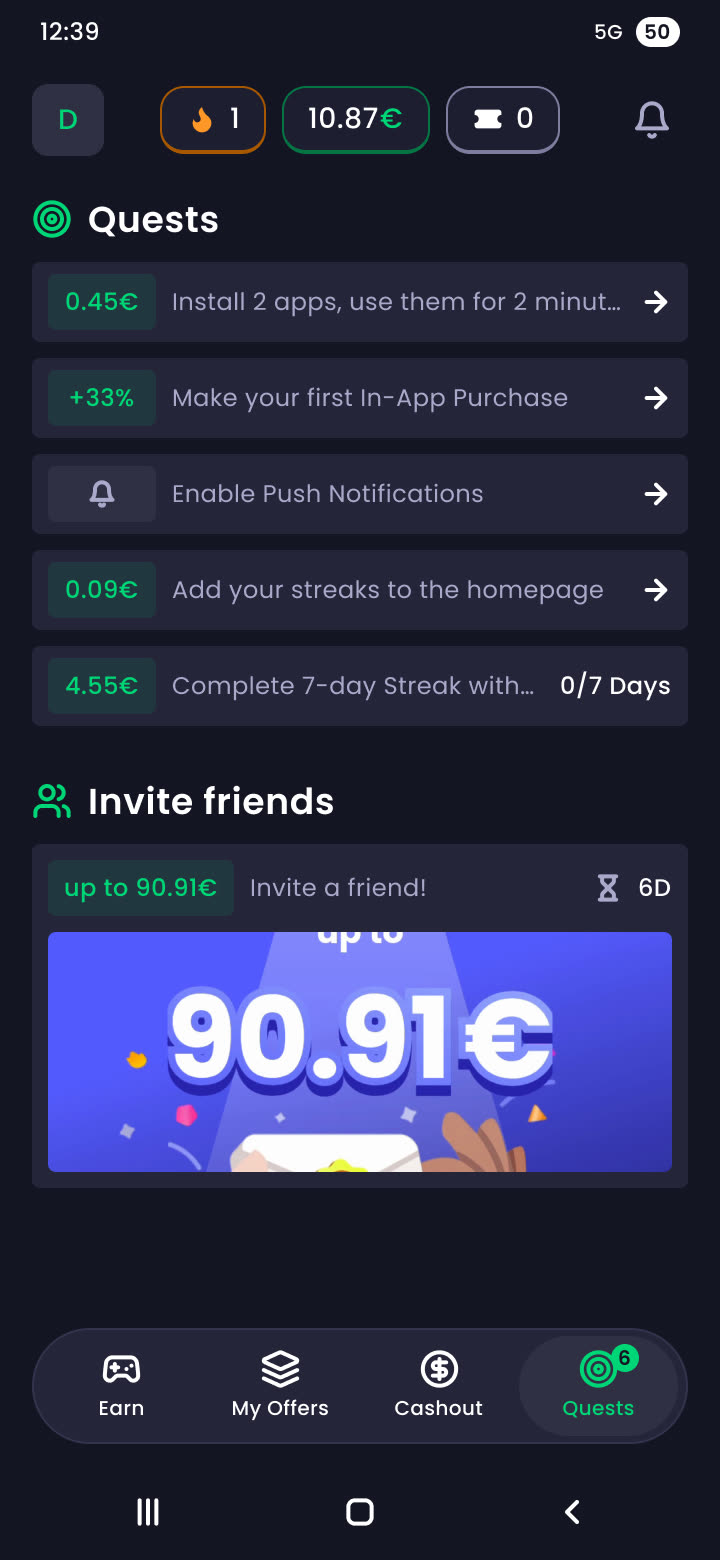 12:39
5G 50
D 1 10.87€ 0
Quests
0.45€ Install 2 apps, use them for 2 minut...
+33% Make your first In-App Purchase
Enable Push Notifications
0.09€ Add your streaks to the homepage
4.55€ Complete 7-day Streak with... 0/7 Days
Invite friends
up to 90.91€ Invite a friend! 6D
up to
90.91€
6
Earn My Offers Cashout Quests